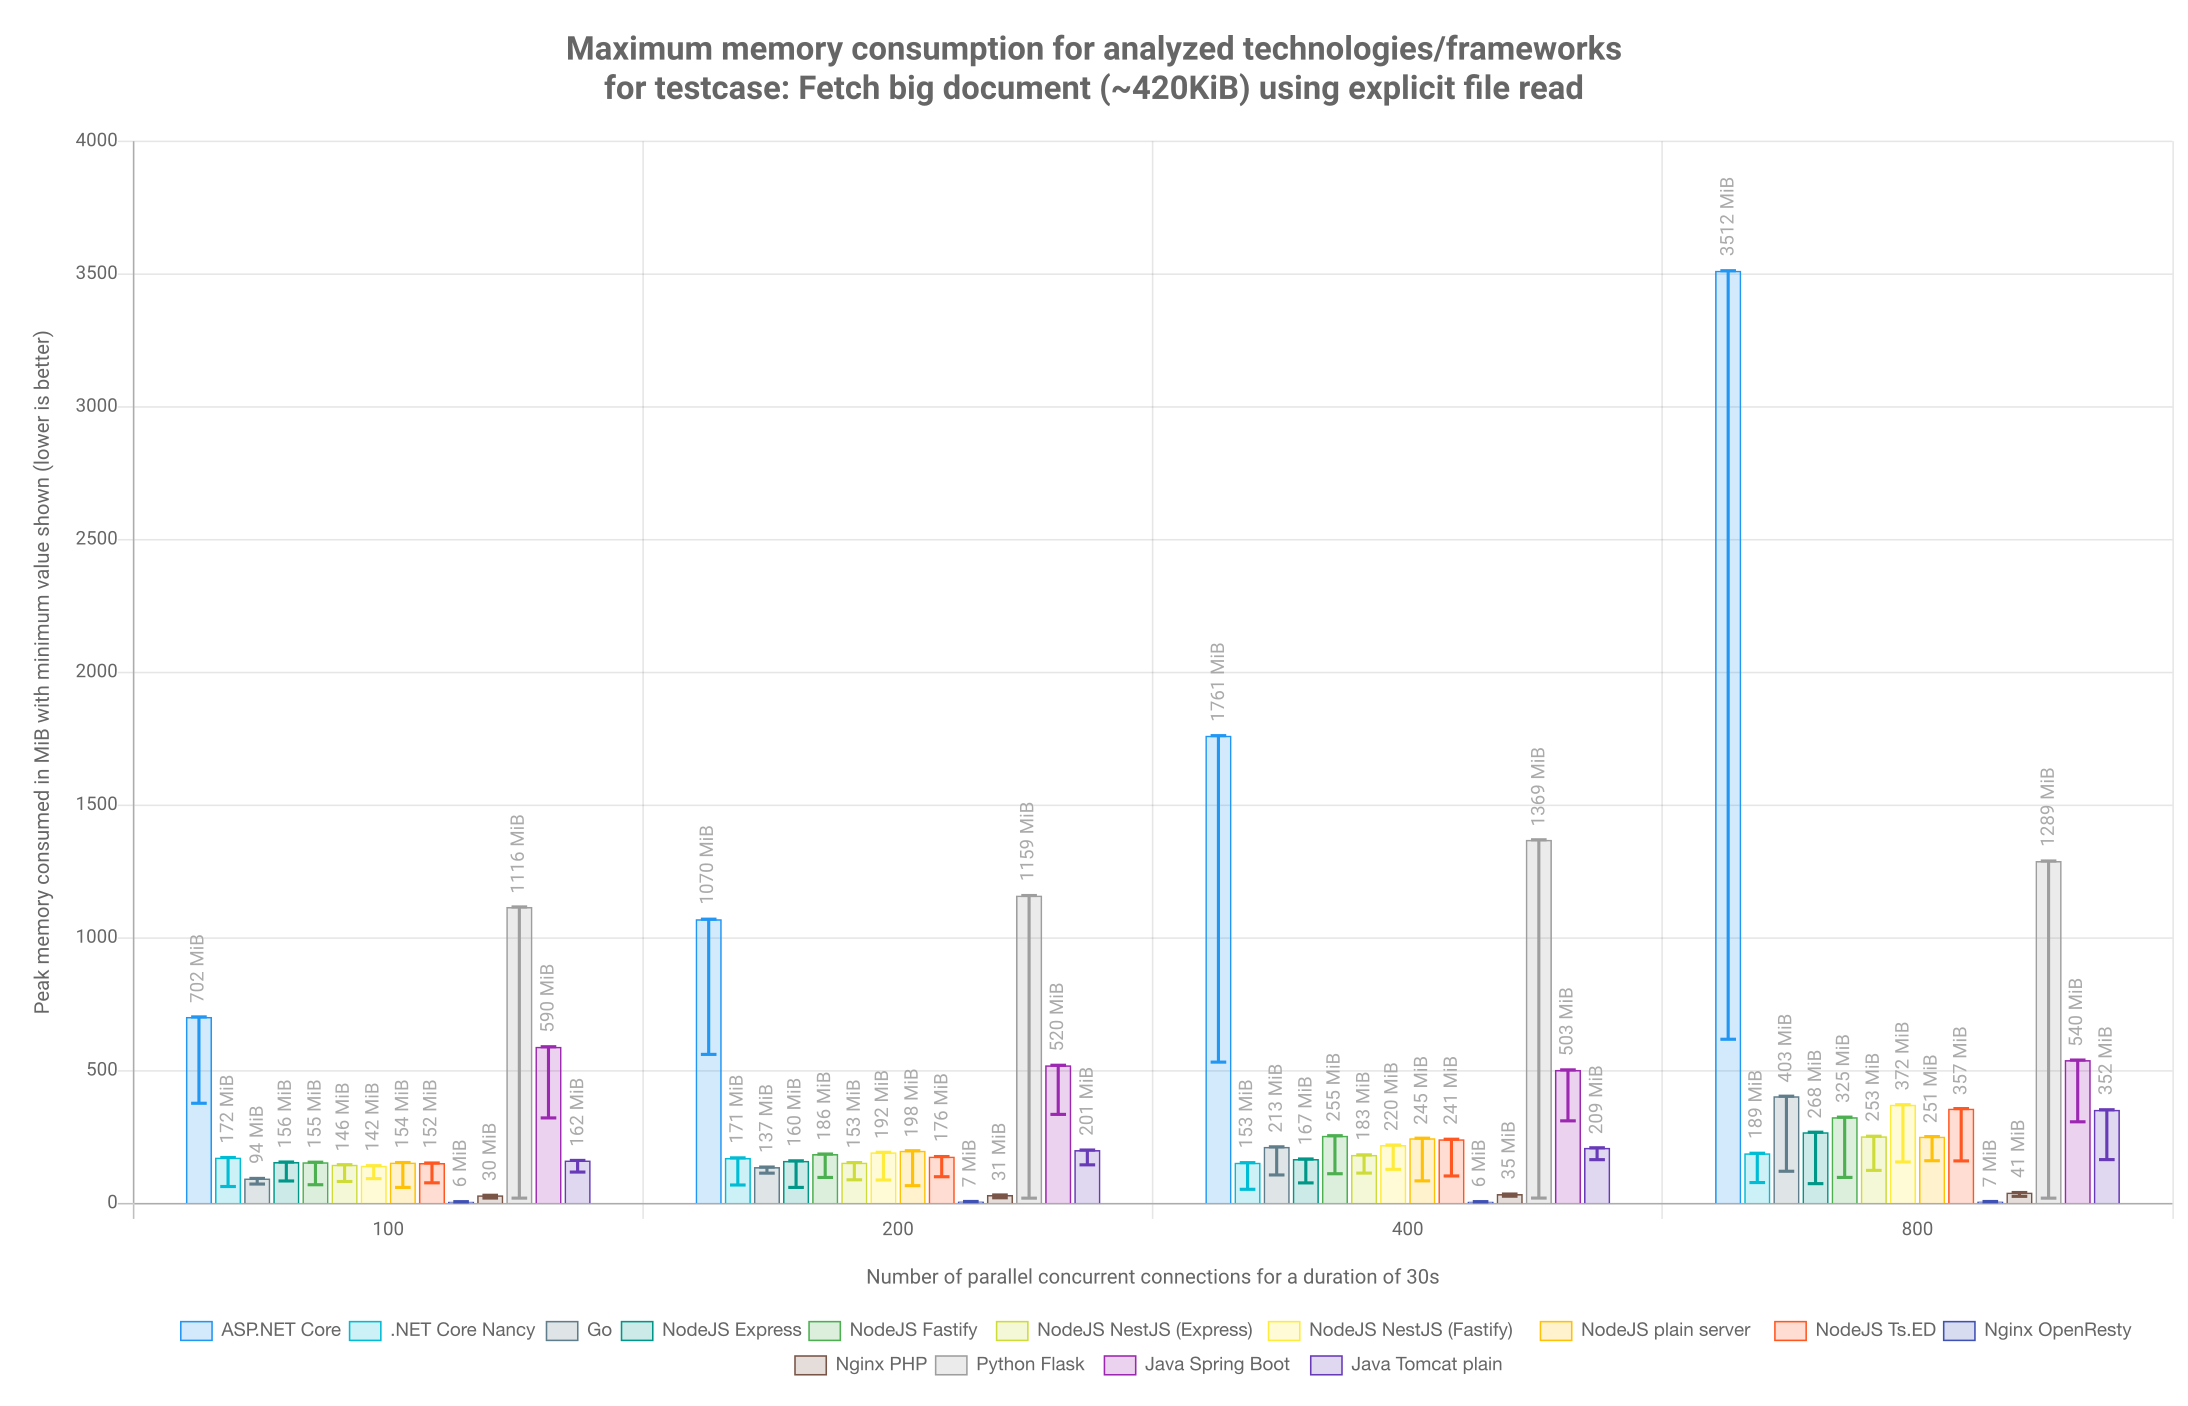 Maximum memory consumption for analyzed technologies/frameworks
for testcase: Fetch big document (~420KiB) using explicit file read
Peak memory consumed in MiB with minimum value shown (lower is better)
4000
3500
3000
2500
2000
1500
1000
500
0
702 MiB
172 MiB
94 MiB
156 MiB
155 MiB
146 MiB
142 MiB
154 MiB
152 MiB
6 MiB
30 MiB
1116 MiB
590 MiB
162 MiB
1070 MiB
171 MiB
137 MiB
160 MiB
186 MiB
153 MiB
192 MiB
198 MiB
176 MiB
7 MiB
31 MiB
1159 MiB
520 MiB
201 MiB
1761 MiB
153 MiB
213 MiB
167 MiB
255 MiB
183 MiB
220 MiB
245 MiB
241 MiB
6 MiB
35 MiB
1369 MiB
503 MiB
209 MiB
3512 MiB
189 MiB
403 MiB
268 MiB
325 MiB
253 MiB
372 MiB
251 MiB
357 MiB
7 MiB
41 MiB
1289 MiB
540 MiB
352 MiB
100 200 400 800
Number of parallel concurrent connections for a duration of 30s
ASP.NET Core .NET Core Nancy Go NodeJS Express NodeJS Fastify NodeJS NestJS (Express) NodeJS NestJS (Fastify) NodeJS plain server NodeJS Ts.ED Nginx OpenResty
Nginx PHP Python Flask Java Spring Boot Java Tomcat plain